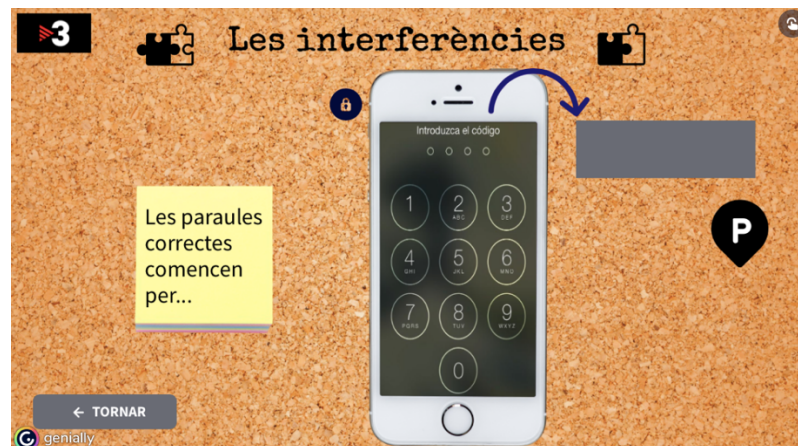 3
Les interferències
Introduzca el código
1
2
ABC
3
DEF
4
GHI
5
JKL
6
MNO
7
PQRS
8
TUV
9
WXYZ
0
Les paraules
correctes
comencen
per...
P
← TORNAR
genially